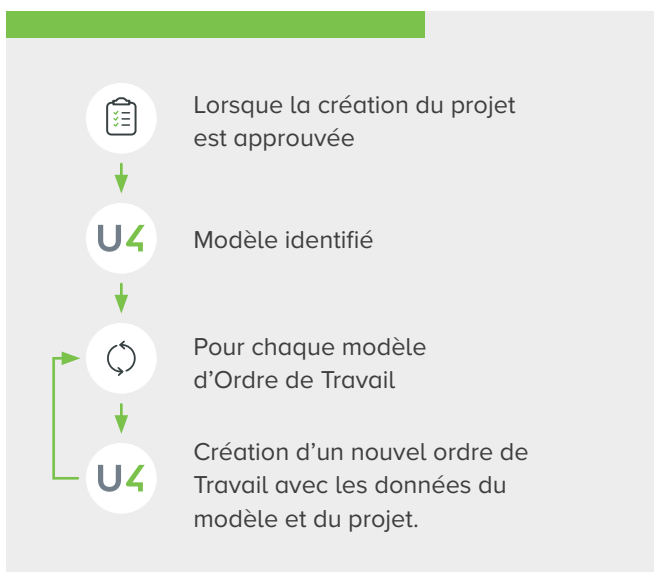 Lorsque la création du projet
est approuvée
U4
Modèle identifié
Pour chaque modèle
d’Ordre de Travail
U4
Création d’un nouvel ordre de
Travail avec les données du
modèle et du projet.